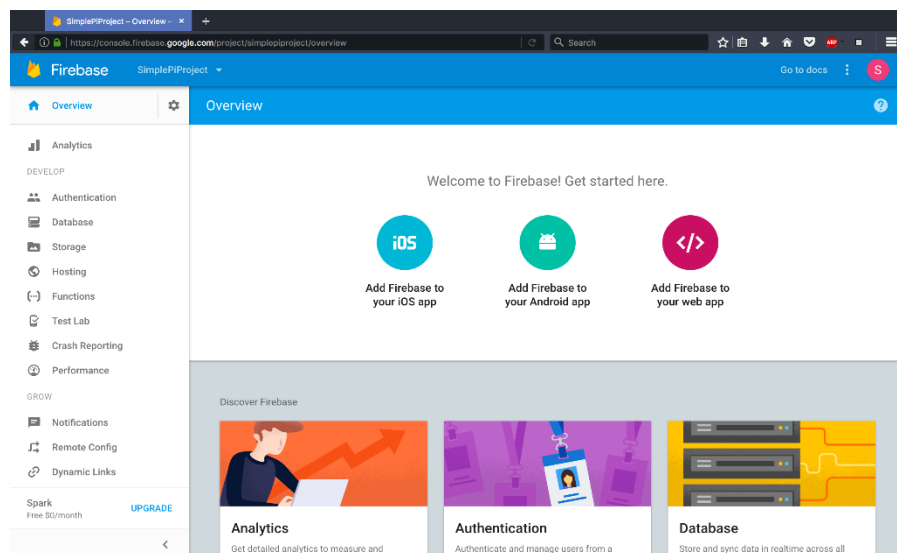 SimplePiProject – Overview –
https://console.firebase.google.com/project/simplepiproject/overview
Search
ABP
Firebase
SimplePiProject
Go to docs
S
Overview
Overview
Analytics
DEVELOP
Authentication
Database
Storage
Hosting
Functions
Test Lab
Crash Reporting
Performance
GROW
Notifications
Remote Config
Dynamic Links
Spark
Free $0/month
UPGRADE
Welcome to Firebase! Get started here.
iOS
Add Firebase to
your iOS app
Add Firebase to
your Android app
</>
Add Firebase to
your web app
Discover Firebase
Analytics
Get detailed analytics to measure and
Authentication
Authenticate and manage users from a
Database
Store and sync data in realtime across all